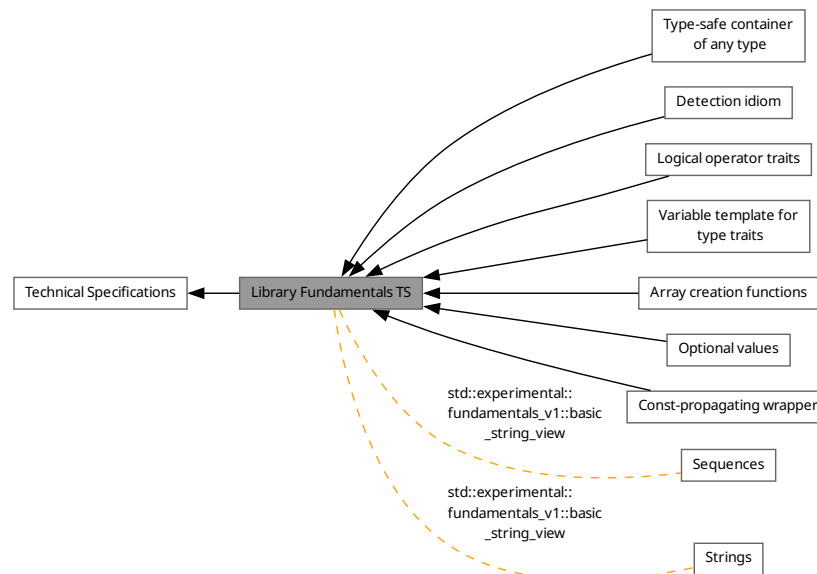 Type-safe container
of any type
Detection idiom
Logical operator traits
Variable template for
type traits
Technical Specifications
Library Fundamentals TS
Array creation functions
Optional values
Const-propagating wrapper
std::experimental::
fundamentals_v1::basic
_string_view
Sequences
std::experimental::
fundamentals_v1::basic
_string_view
Strings